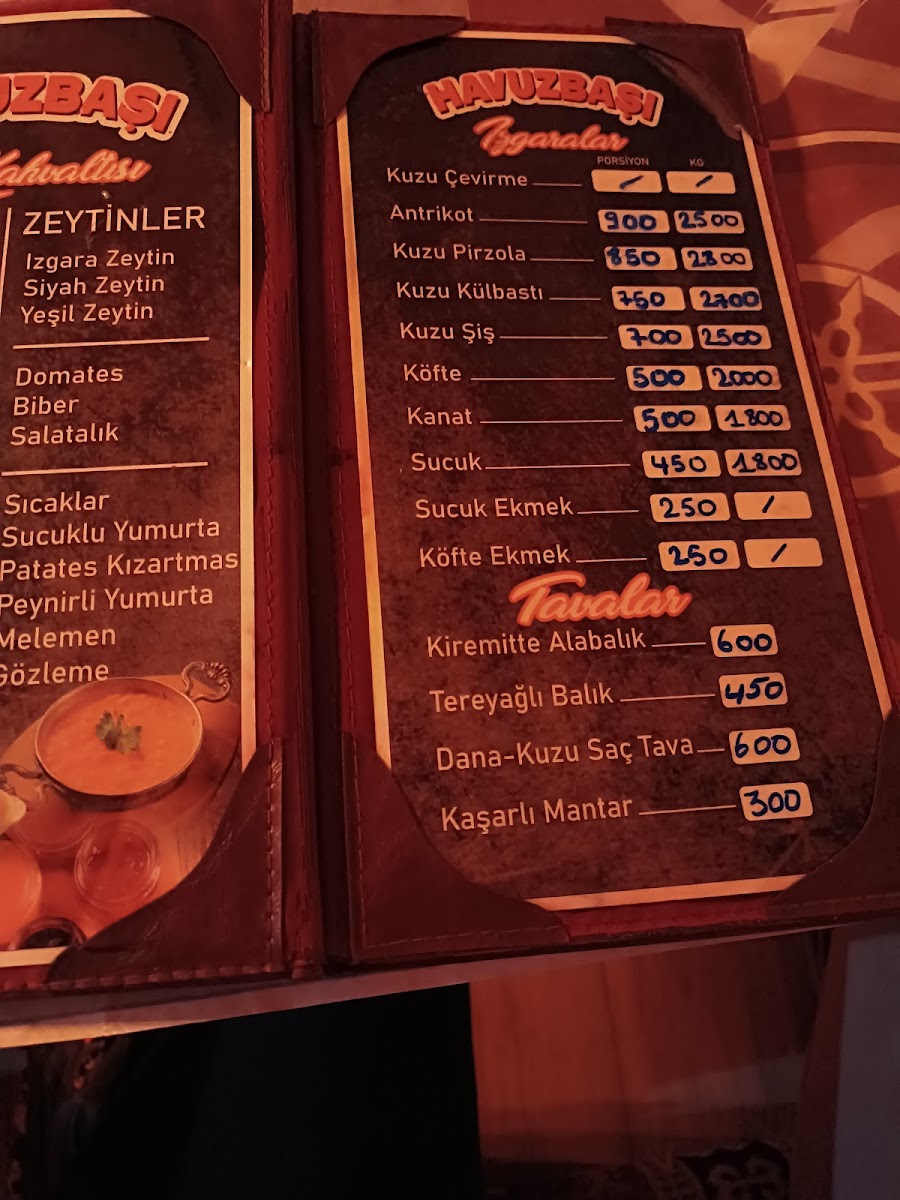 UZBAŞI
Kahvaltısı
ZEYTİNLER
Izgara Zeytin
Siyah Zeytin
Yeşil Zeytin
Domates
Biber
Salatalık
Sıcaklar
Sucuklu Yumurta
Patates Kızartmas
Peynirli Yumurta
Melemen
Gözleme
HAVUZBAŞI
Izgaralar
PORSİYON KG
Kuzu Çevirme / /
Antrikot 900 2500
Kuzu Pirzola 850 2800
Kuzu Külbastı 750 2700
Kuzu Şiş 700 2500
Köfte 500 2000
Kanat 500 1800
Sucuk 450 1800
Sucuk Ekmek 250 /
Köfte Ekmek 250 /
Tavalar
Kiremitte Alabalık 600
Tereyağlı Balık 450
Dana-Kuzu Saç Tava 600
Kaşarlı Mantar 300